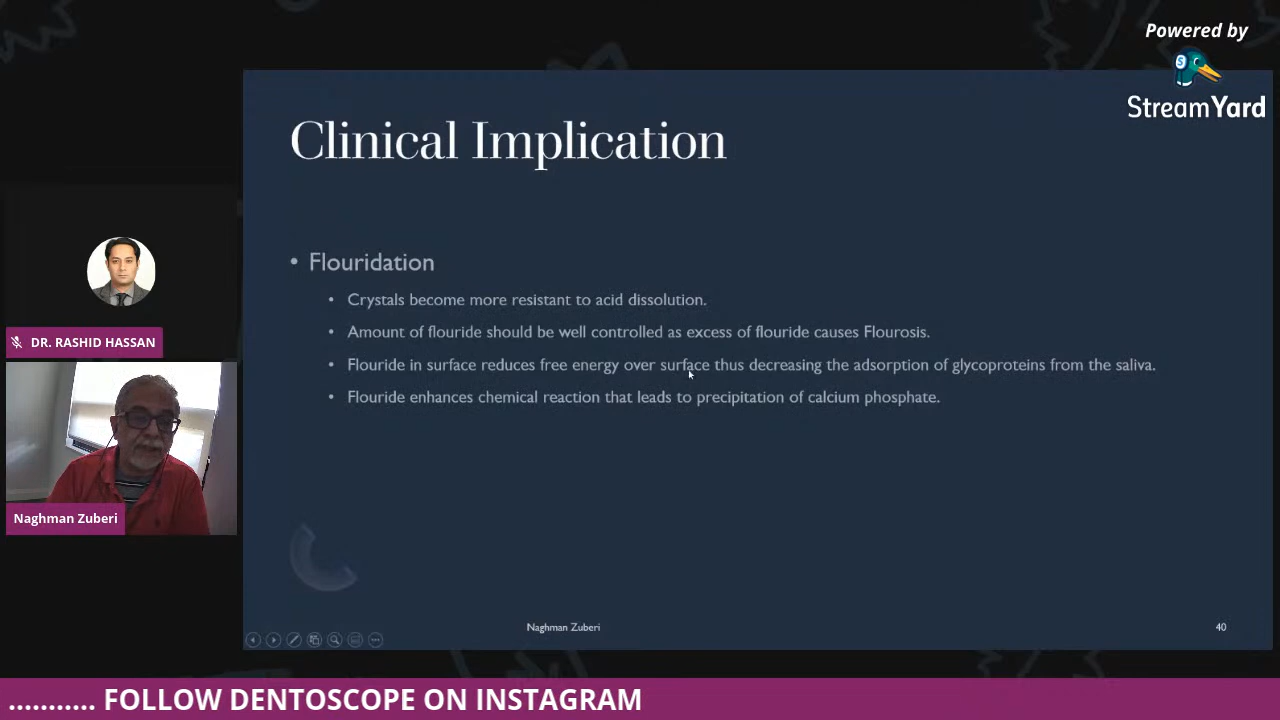 Powered by
StreamYard
Clinical Implication
• Flouridation
• Crystals become more resistant to acid dissolution.
• Amount of flouride should be well controlled as excess of flouride causes Flourosis.
• Flouride in surface reduces free energy over surface thus decreasing the adsorption of glycoproteins from the saliva.
• Flouride enhances chemical reaction that leads to precipitation of calcium phosphate.
DR. RASHID HASSAN
Naghman Zuberi
Naghman Zuberi
40
........... FOLLOW DENTOSCOPE ON INSTAGRAM